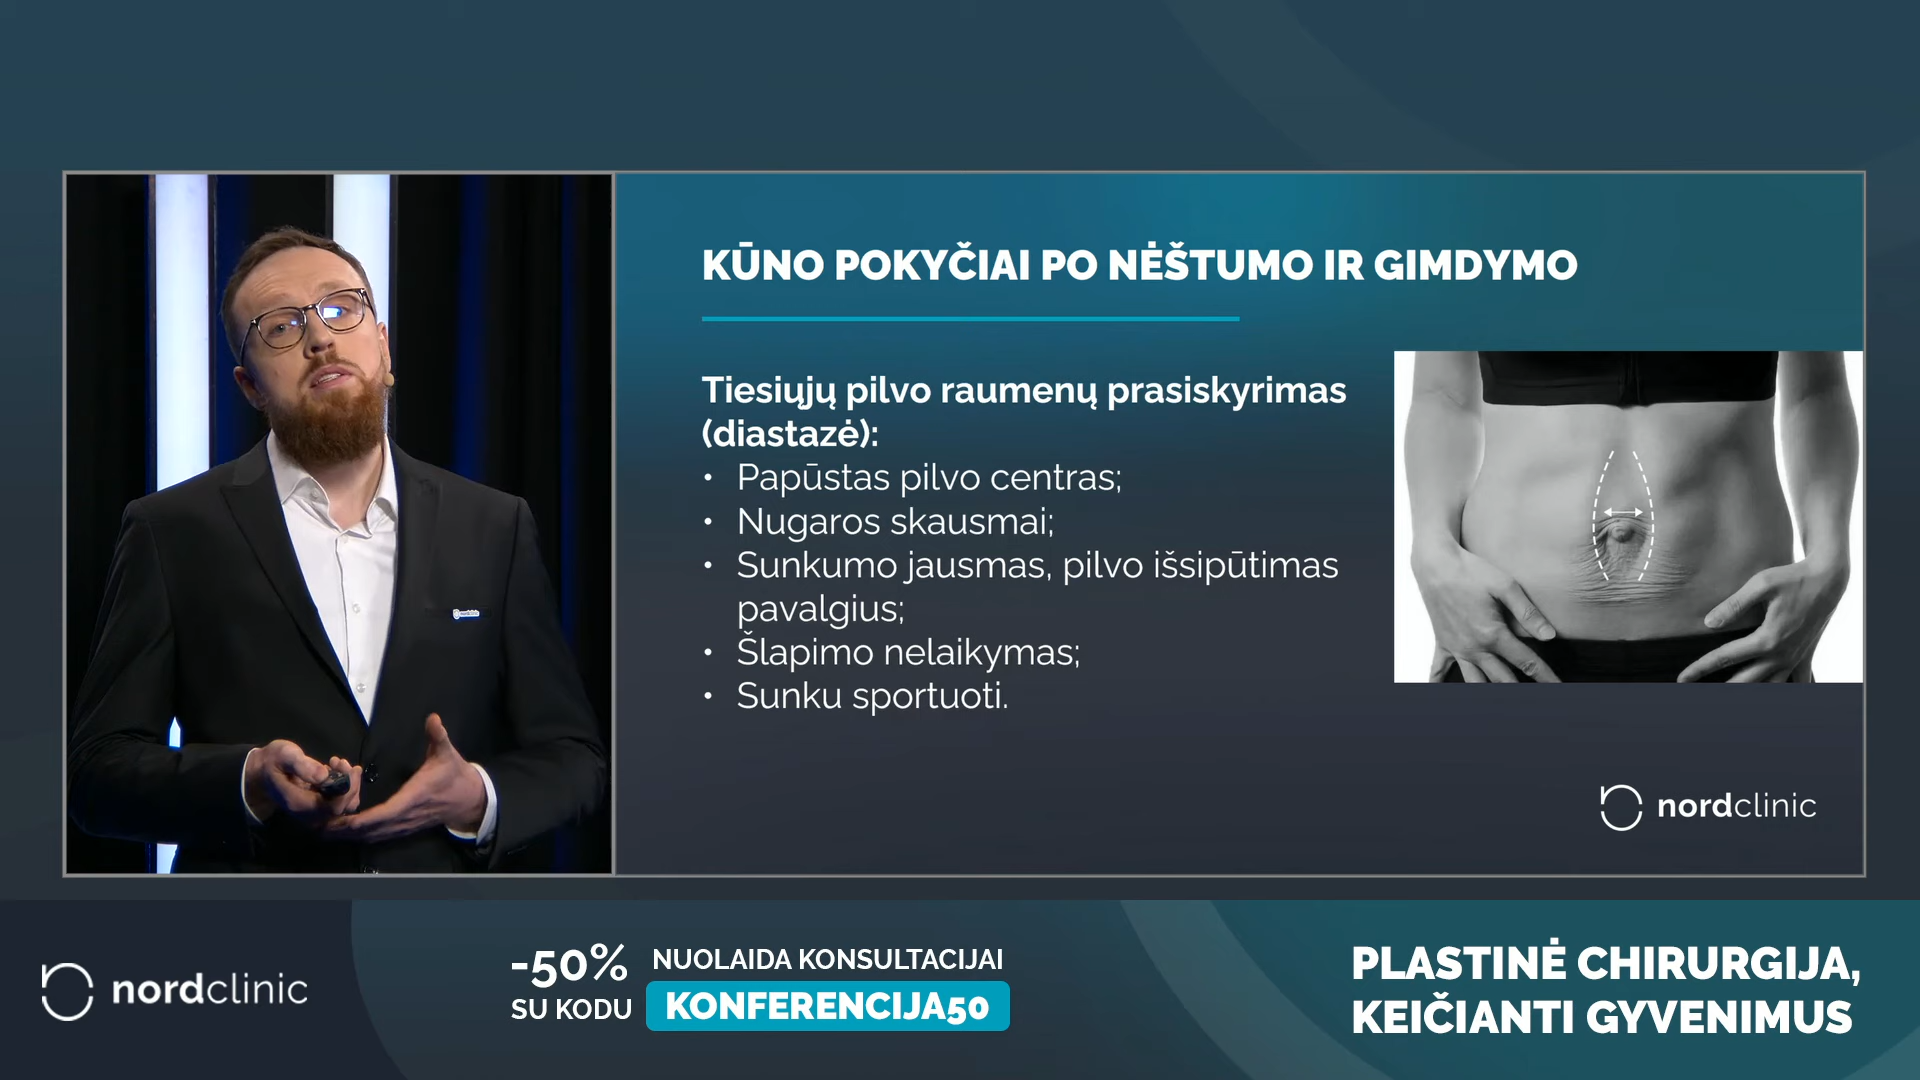 KŪNO POKYČIAI PO NĖŠTUMO IR GIMDYMO
Tiesiųjų pilvo raumenų prasiskyrimas
(diastazė):
• Papūstas pilvo centras;
• Nugaros skausmai;
• Sunkumo jausmas, pilvo išsipūtimas
pavalgius;
• Šlapimo nelaikymas;
• Sunku sportuoti.
nordclinic
nordclinic
-50% NUOLAIDA KONSULTACIJAI
SU KODU KONFERENCIJA50
PLASTINĖ CHIRURGIJA,
KEIČIANTI GYVENIMUS